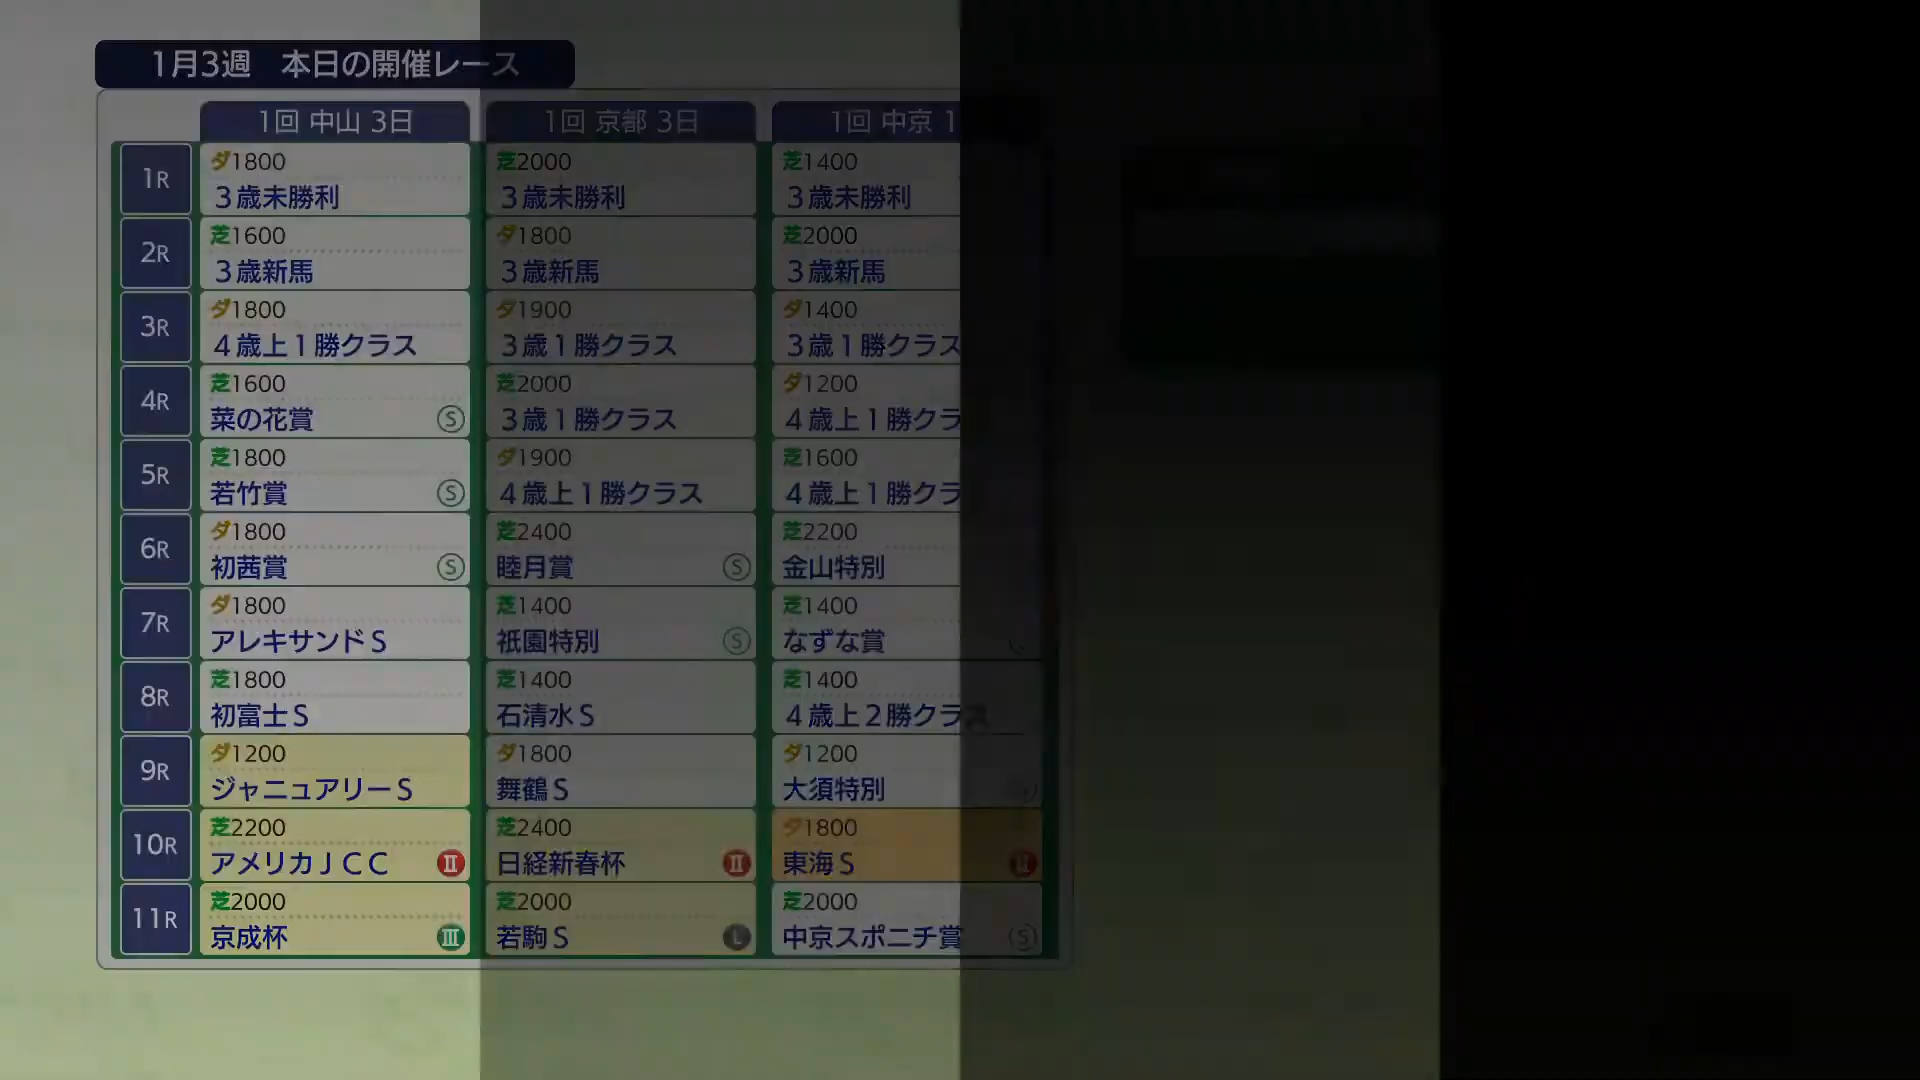 1月3週 本日の開催レース
1回 中山 3日
1回 京都 3日
1回 中京 1
1R
ダ1800
３歳未勝利
芝2000
３歳未勝利
芝1400
３歳未勝利
2R
芝1600
３歳新馬
ダ1800
３歳新馬
芝2000
３歳新馬
3R
ダ1800
４歳上１勝クラス
ダ1900
３歳１勝クラス
ダ1400
３歳１勝クラス
4R
芝1600
菜の花賞 Ⓢ
芝2000
３歳１勝クラス
ダ1200
４歳上１勝クラ
5R
芝1800
若竹賞 Ⓢ
ダ1900
４歳上１勝クラス
芝1600
４歳上１勝クラ
6R
ダ1800
初茜賞 Ⓢ
芝2400
睦月賞 Ⓢ
芝2200
金山特別
7R
ダ1800
アレキサンドＳ
芝1400
祇園特別 Ⓢ
芝1400
なずな賞
8R
芝1800
初富士Ｓ
芝1400
石清水Ｓ
芝1400
４歳上２勝クラス
9R
ダ1200
ジャニュアリーＳ
ダ1800
舞鶴Ｓ
ダ1200
大須特別
10R
芝2200
アメリカＪＣＣ Ⅱ
芝2400
日経新春杯 Ⅱ
ダ1800
東海Ｓ Ⅱ
11R
芝2000
京成杯 Ⅲ
芝2000
若駒Ｓ L
芝2000
中京スポニチ賞 Ⓢ